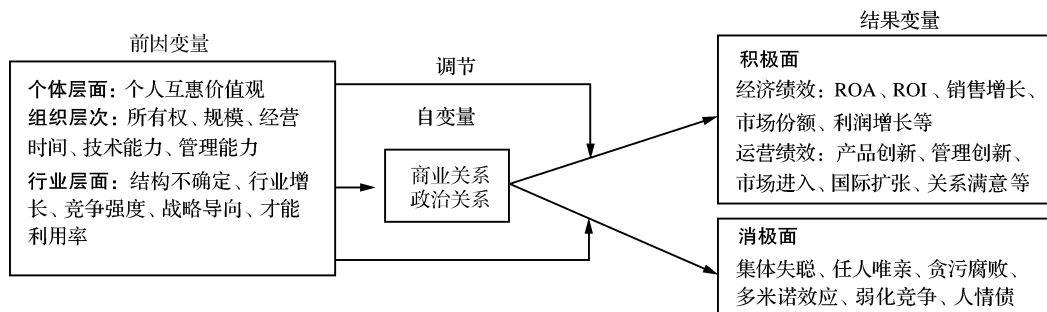 前因变量
个体层面：个人互惠价值观
组织层次：所有权、规模、经营
时间、技术能力、管理能力
行业层面：结构不确定、行业增
长、竞争强度、战略导向、才能
利用率
调节
自变量
商业关系
政治关系
结果变量
积极面
经济绩效：ROA、ROI、销售增长、
市场份额、利润增长等
运营绩效：产品创新、管理创新、
市场进入、国际扩张、关系满意等
消极面
集体失聪、任人唯亲、贪污腐败、
多米诺效应、弱化竞争、人情债